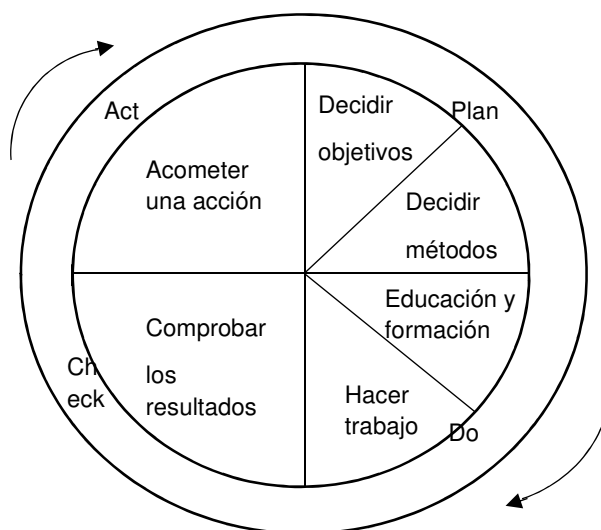 Act
Plan
Decidir
objetivos
Acometer
una acción
Decidir
métodos
Educación y
formación
Comprobar
los
resultados
Ch
eck
Hacer
trabajo
Do